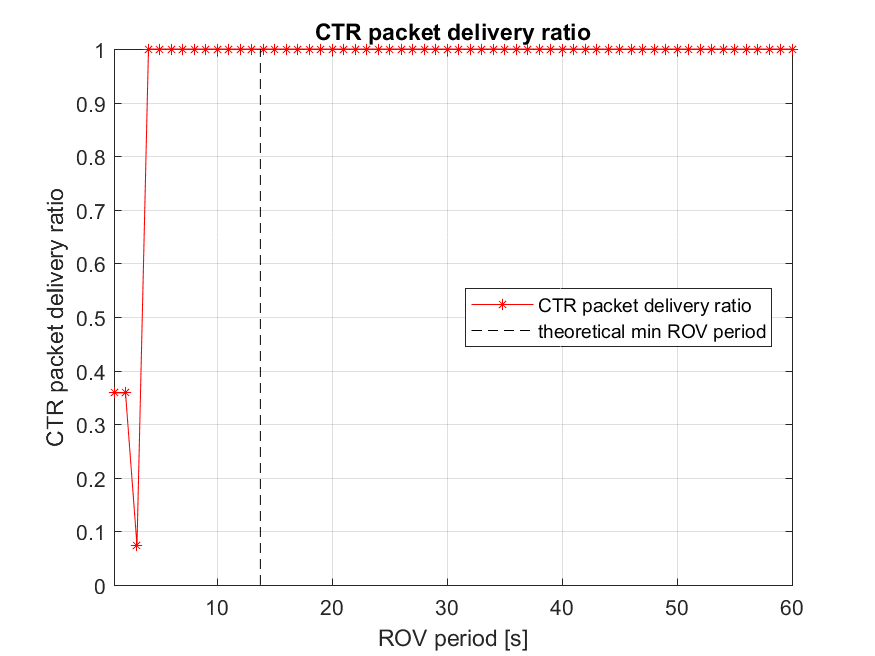 CTR packet delivery ratio
1
0.9
0.8
0.7
0.6
0.5
0.4
0.3
0.2
0.1
0
CTR packet delivery ratio
CTR packet delivery ratio
theoretical min ROV period
10 20 30 40 50 60
ROV period [s]